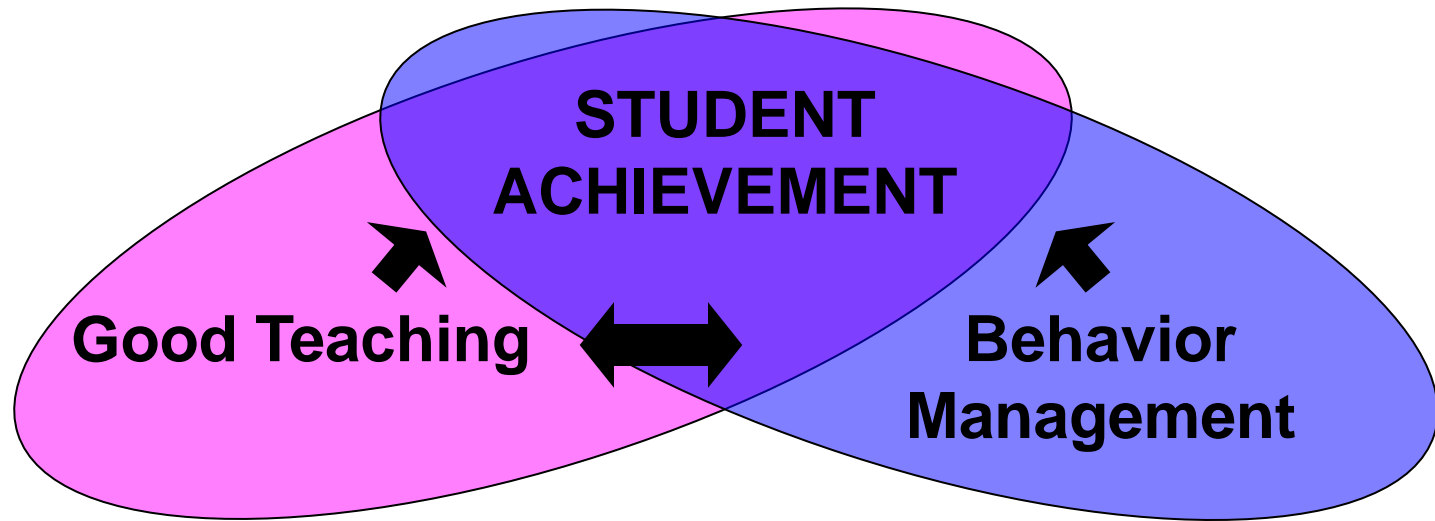 STUDENT
ACHIEVEMENT
Good Teaching
Behavior
Management